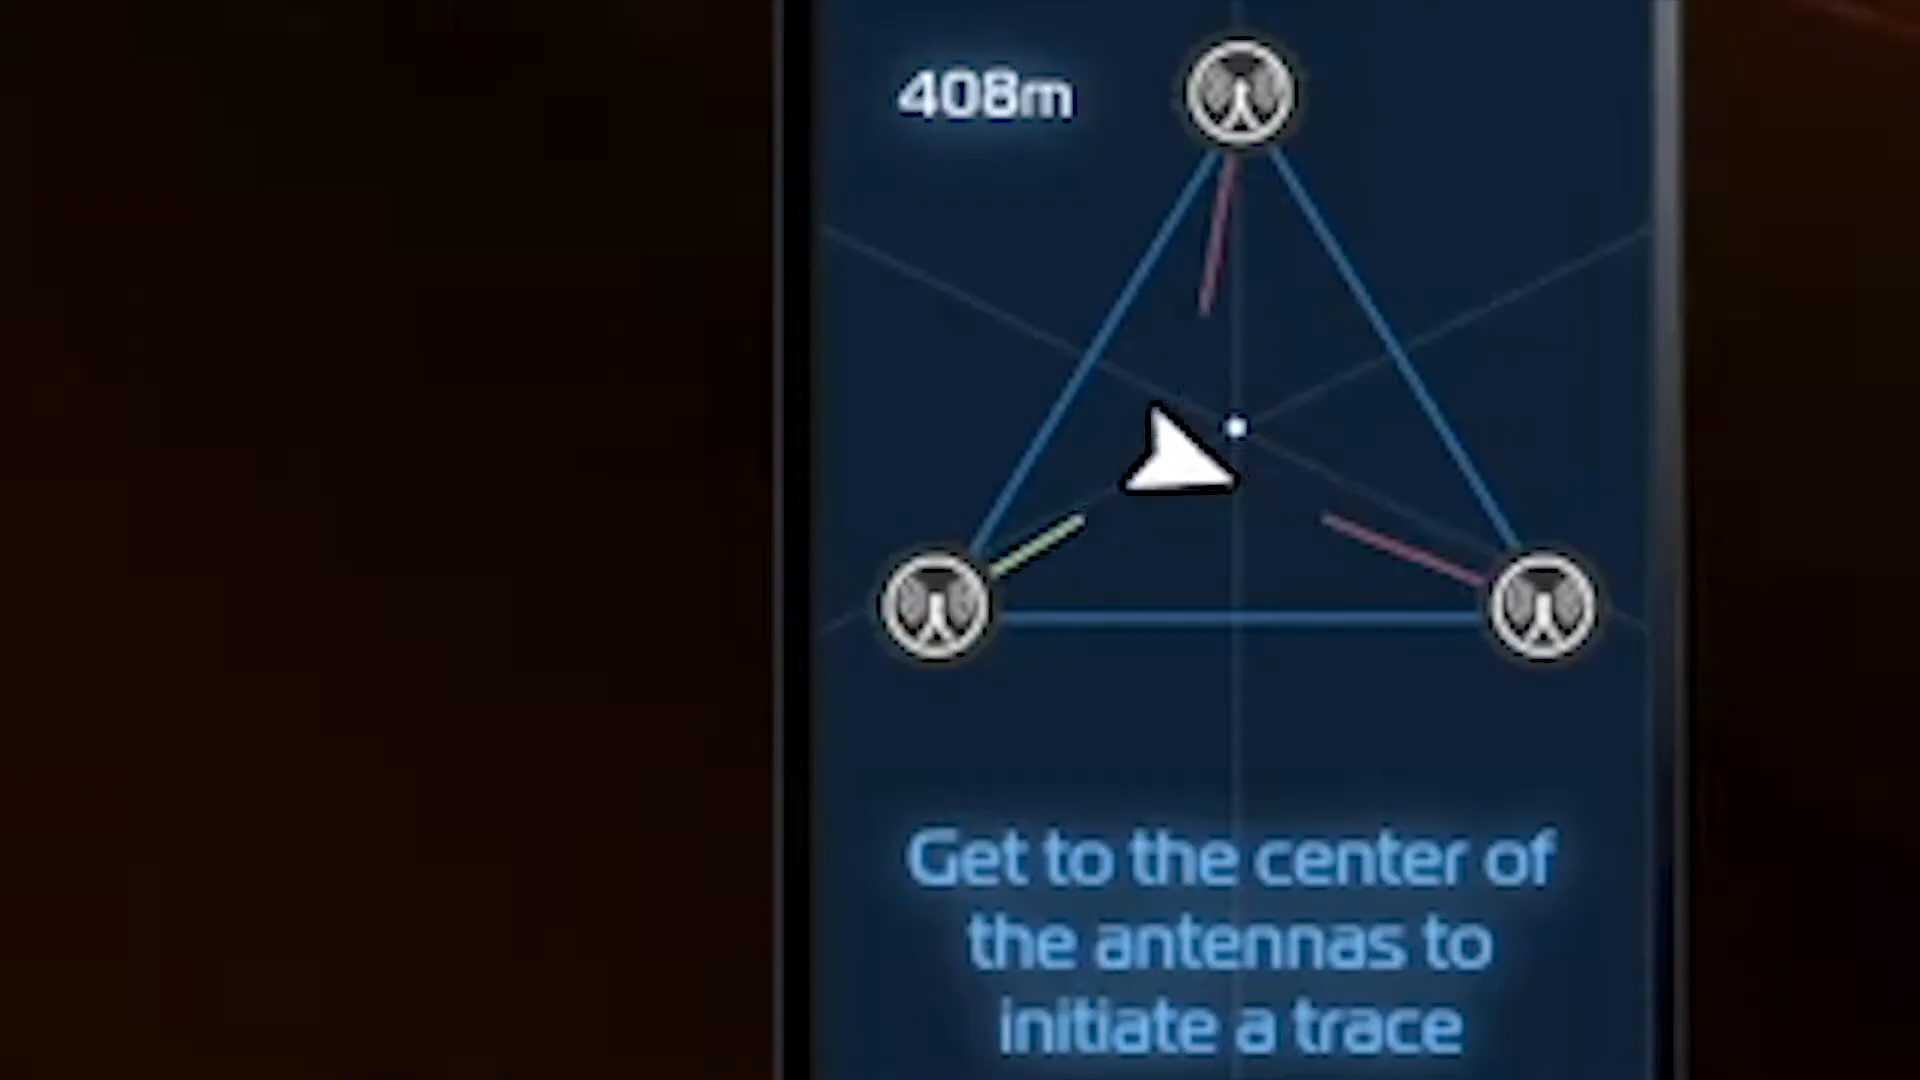 408m
Get to the center of
the antennas to
initiate a trace